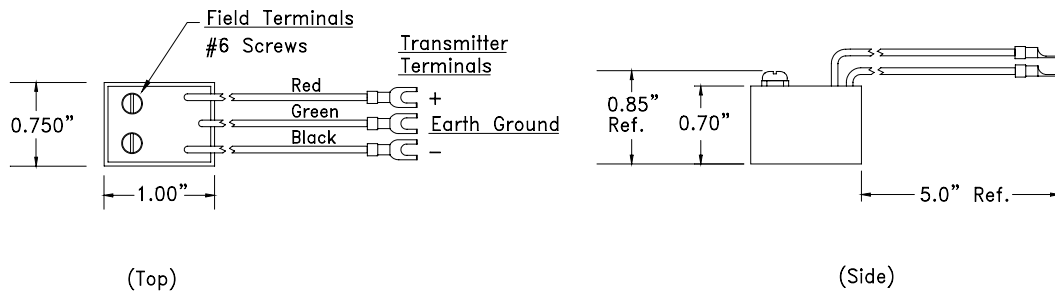 Field Terminals
#6 Screws
Transmitter
Terminals
Red
+
Green
Earth Ground
Black
-
0.750”
1.00”
(Top)
0.85”
Ref.
0.70”
5.0” Ref.
(Side)